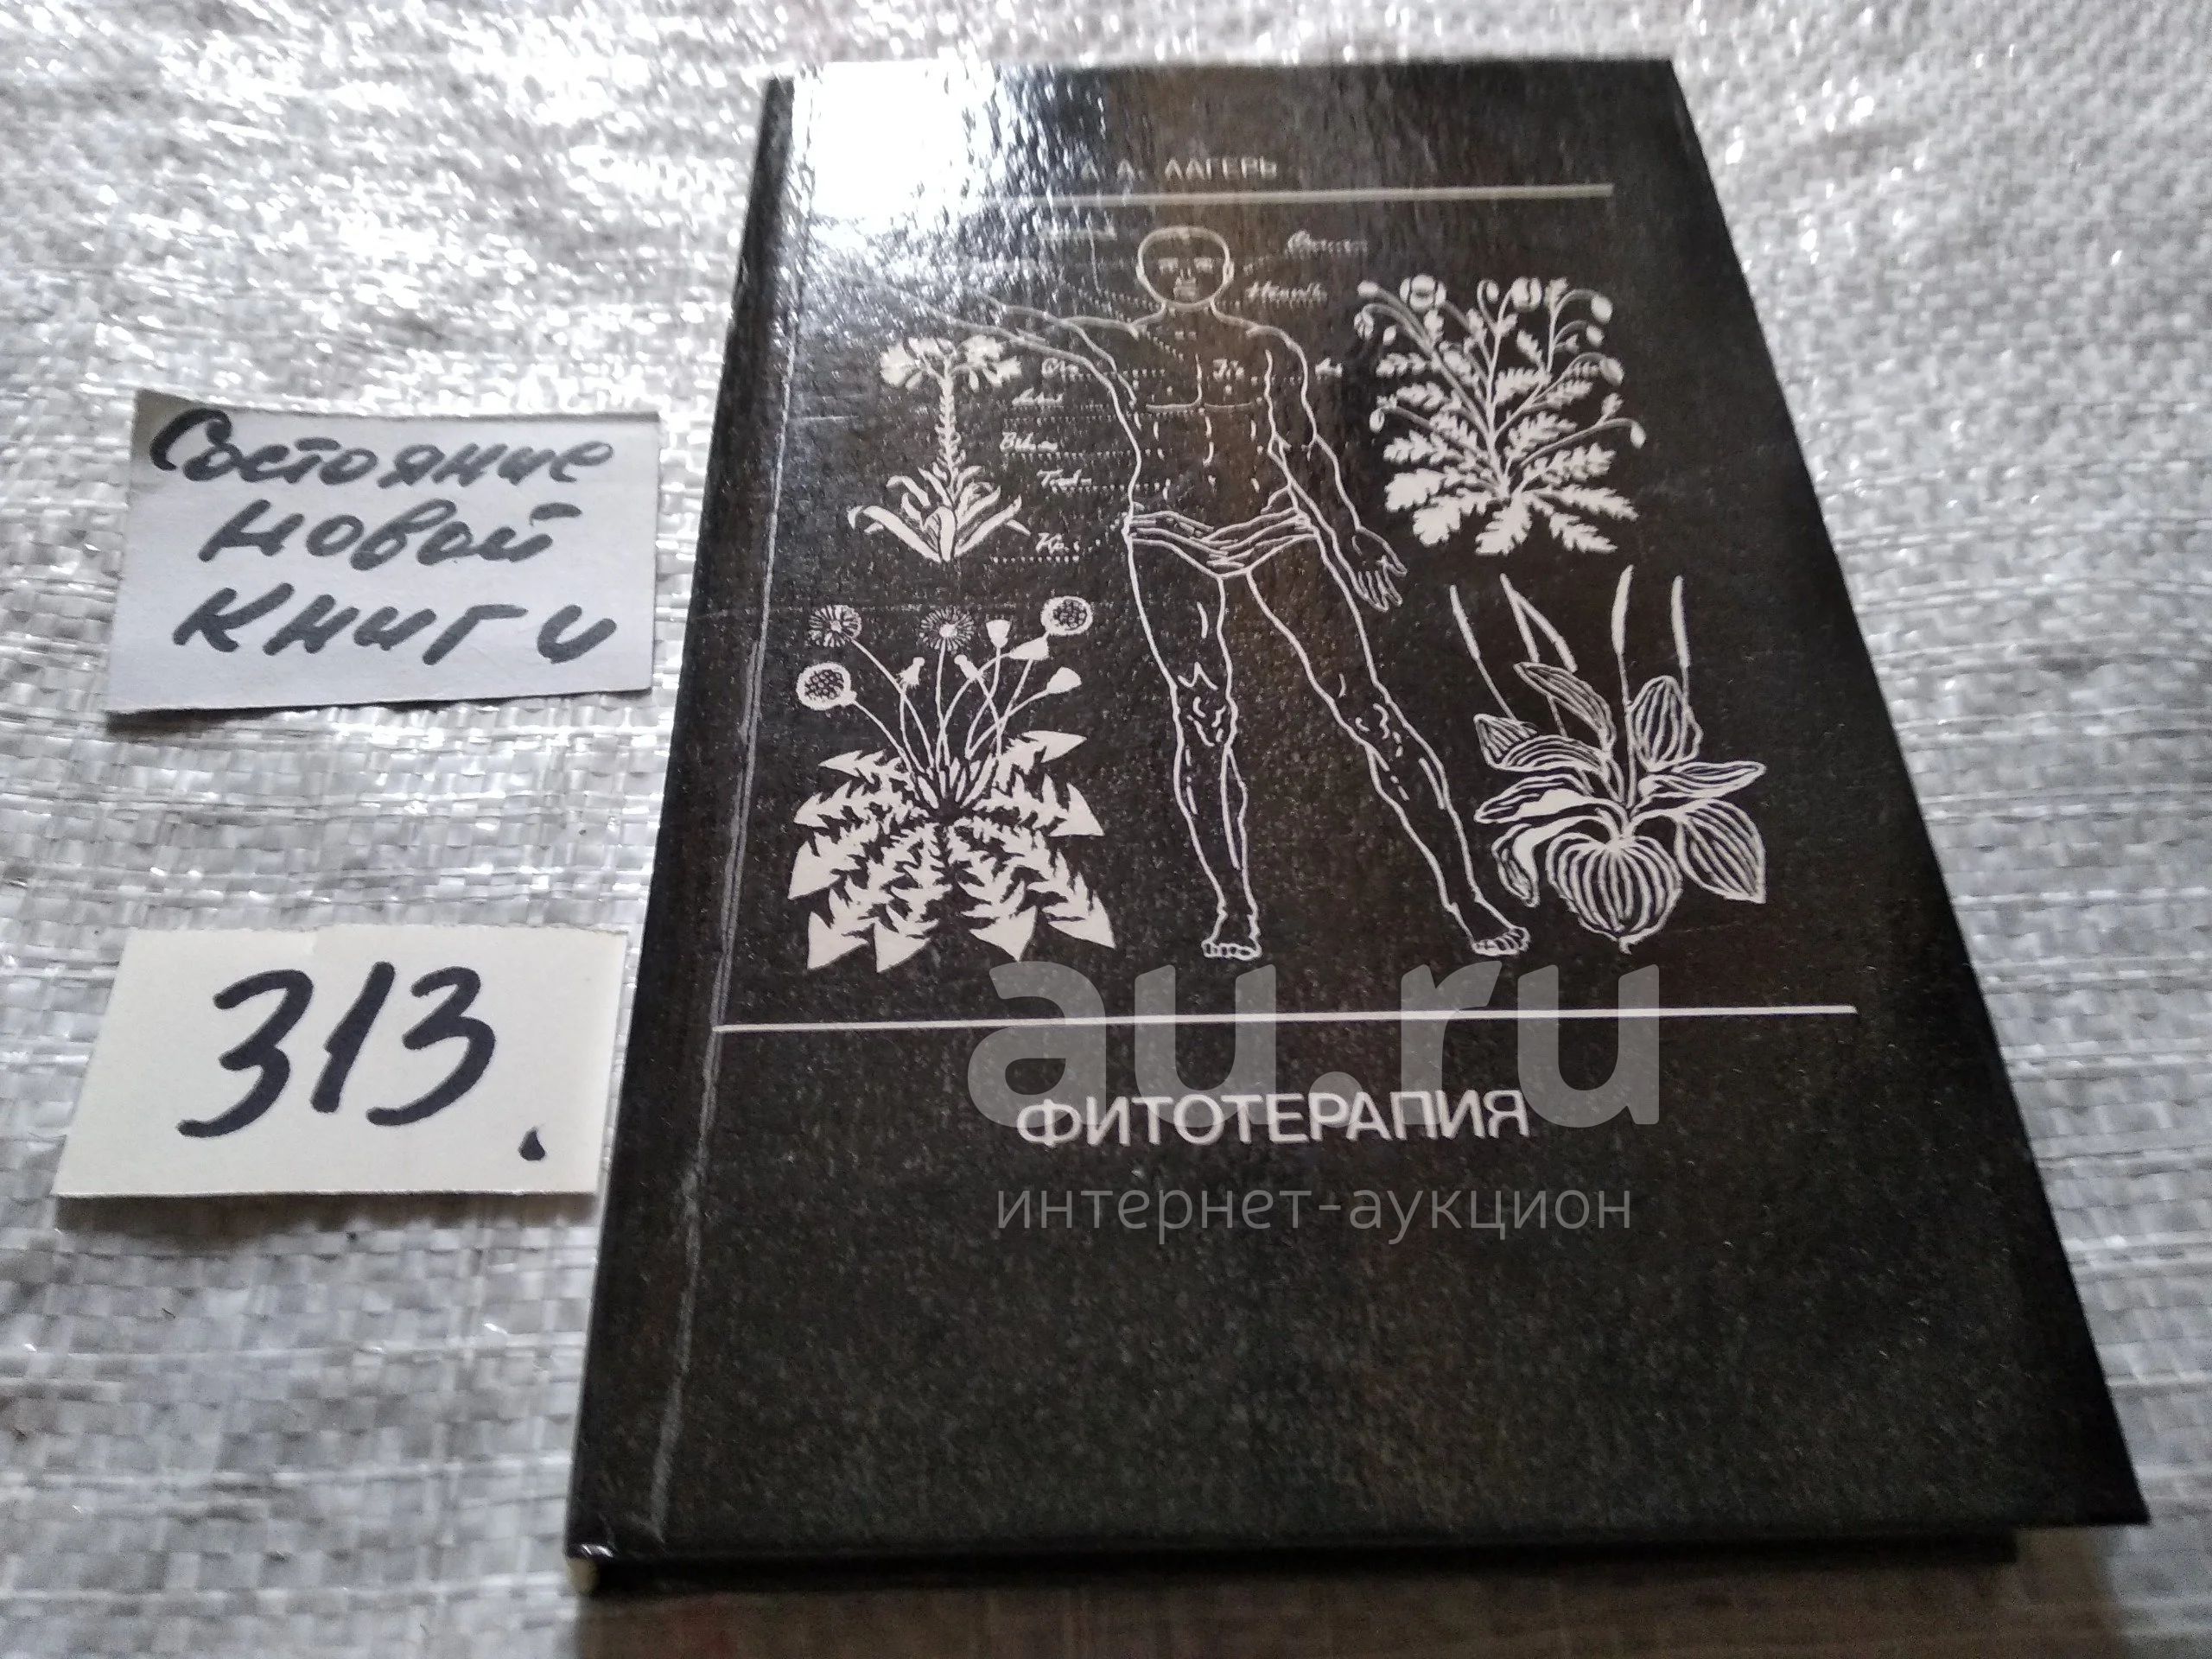 А. А. ЛАГЕРЬ
Состояние
новой
книги
313.
au.ru
ФИТОТЕРАПИЯ
интернет-аукцион